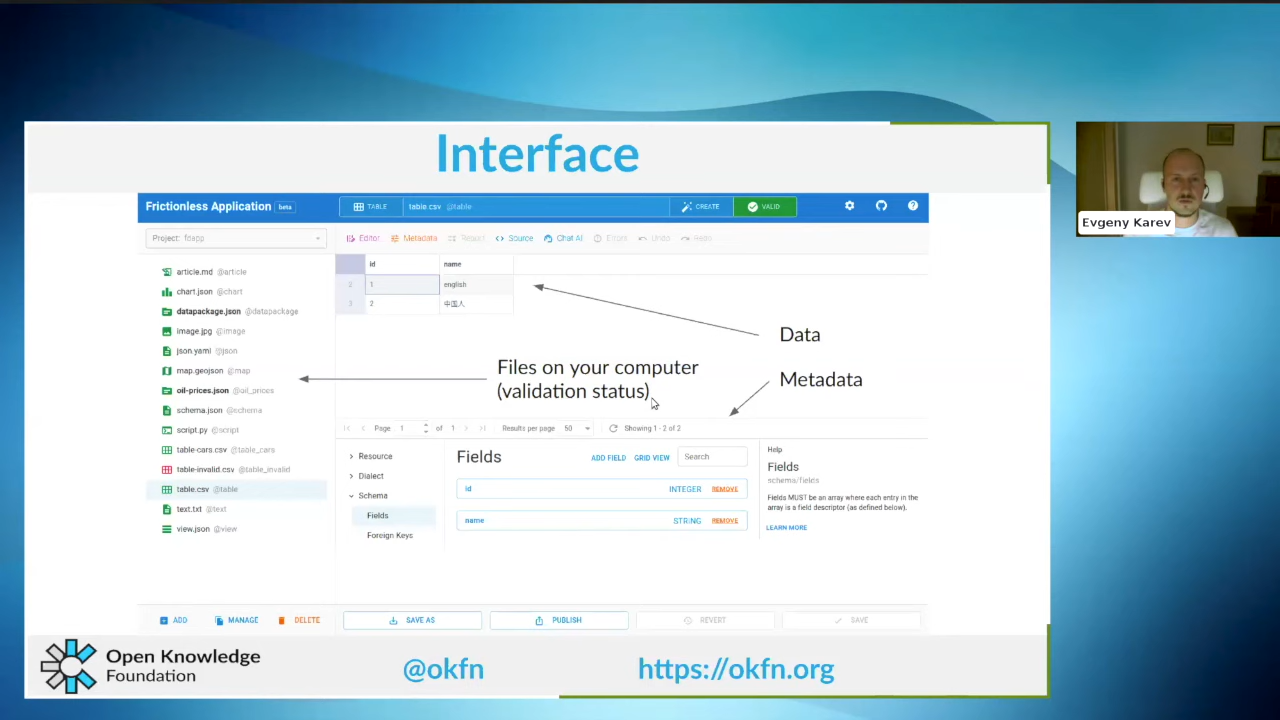 Interface
Frictionless Application beta
TABLE
table.csv @table
CREATE
VALID
Project: foapp
Editor
Metadata
Report
Source
Chat AI
Errors
Undo
Redo
article.md @article
chart.json @chart
datapackage.json @datapackage
image.jpg @image
json.yaml @json
map.geojson @map
oil-prices.json @oil_prices
schema.json @schema
script.py @script
table-cars.csv @table_cars
table-invalid.csv @table_invalid
table.csv @table
text.txt @text
view.json @view
id name
2 1 english
3 2 中国人
Data
Files on your computer
(validation status)
Metadata
Page 1 of 1
Results per page 50
Showing 1 - 2 of 2
Resource
Dialect
Schema
Fields
Foreign Keys
Fields
ADD FIELD
GRID VIEW
Search
id INTEGER REMOVE
name STRING REMOVE
Help
Fields
schema/fields
Fields MUST be an array where each entry in the
array is a field descriptor (as defined below).
LEARN MORE
ADD
MANAGE
DELETE
SAVE AS
PUBLISH
REVERT
SAVE
Open Knowledge
Foundation
@okfn
https://okfn.org
Evgeny Karev